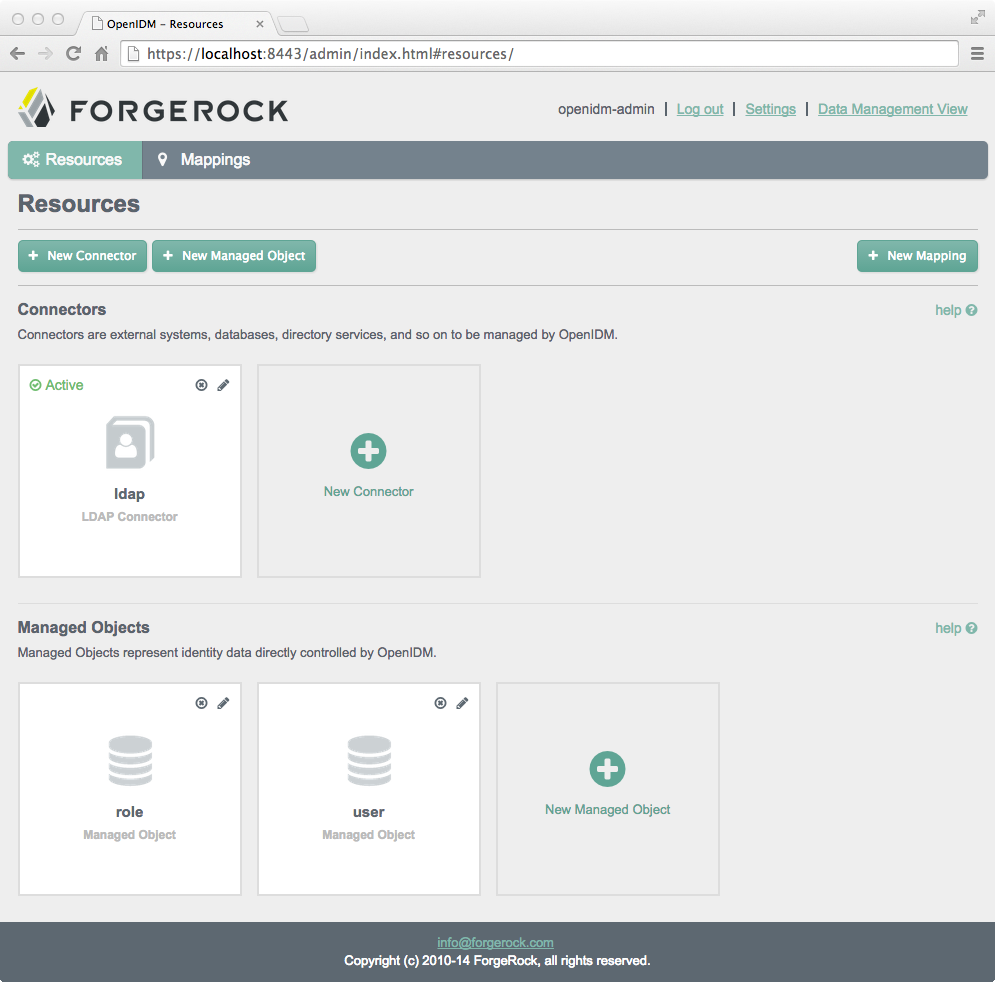 OpenIDM – Resources
https://localhost:8443/admin/index.html#resources/
FORGEROCK
openidm-admin | Log out | Settings | Data Management View
Resources
Mappings
Resources
+ New Connector
+ New Managed Object
+ New Mapping
Connectors
help
Connectors are external systems, databases, directory services, and so on to be managed by OpenIDM.
Active
ldap
LDAP Connector
New Connector
Managed Objects
help
Managed Objects represent identity data directly controlled by OpenIDM.
role
Managed Object
user
Managed Object
New Managed Object
info@forgerock.com
Copyright (c) 2010-14 ForgeRock, all rights reserved.